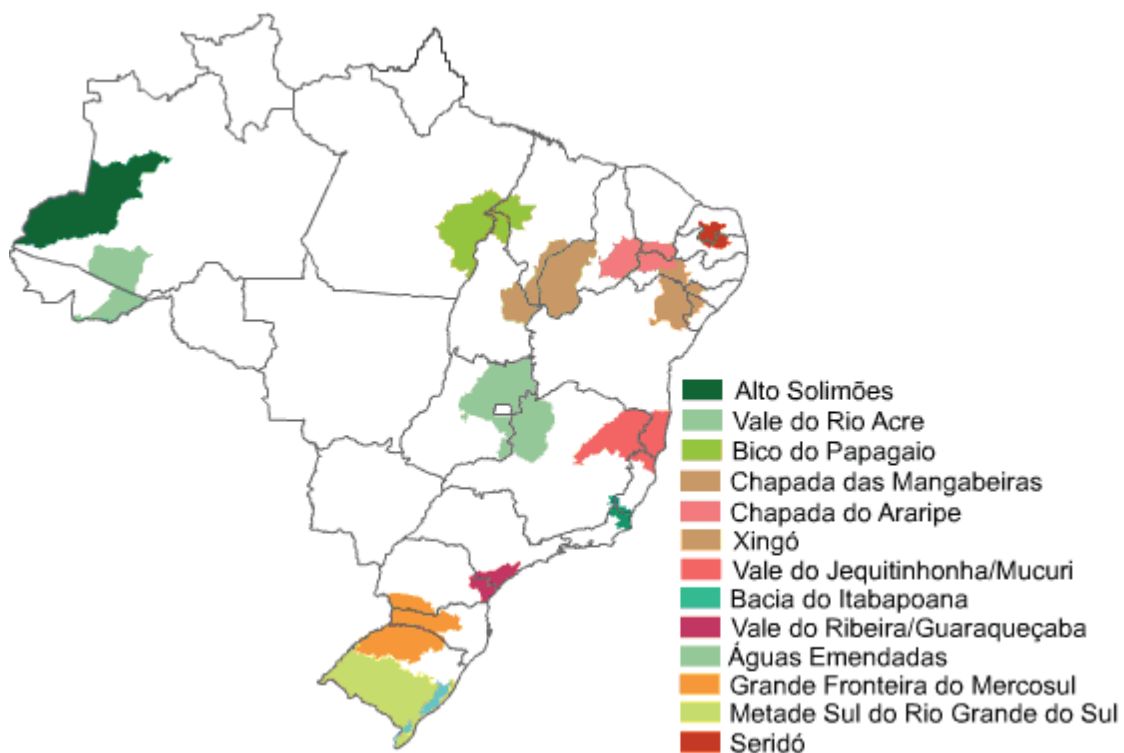 Alto Solimões
Vale do Rio Acre
Bico do Papagaio
Chapada das Mangabeiras
Chapada do Araripe
Xingó
Vale do Jequitinhonha/Mucuri
Bacia do Itabapoana
Vale do Ribeira/Guaraqueçaba
Águas Emendadas
Grande Fronteira do Mercosul
Metade Sul do Rio Grande do Sul
Seridó